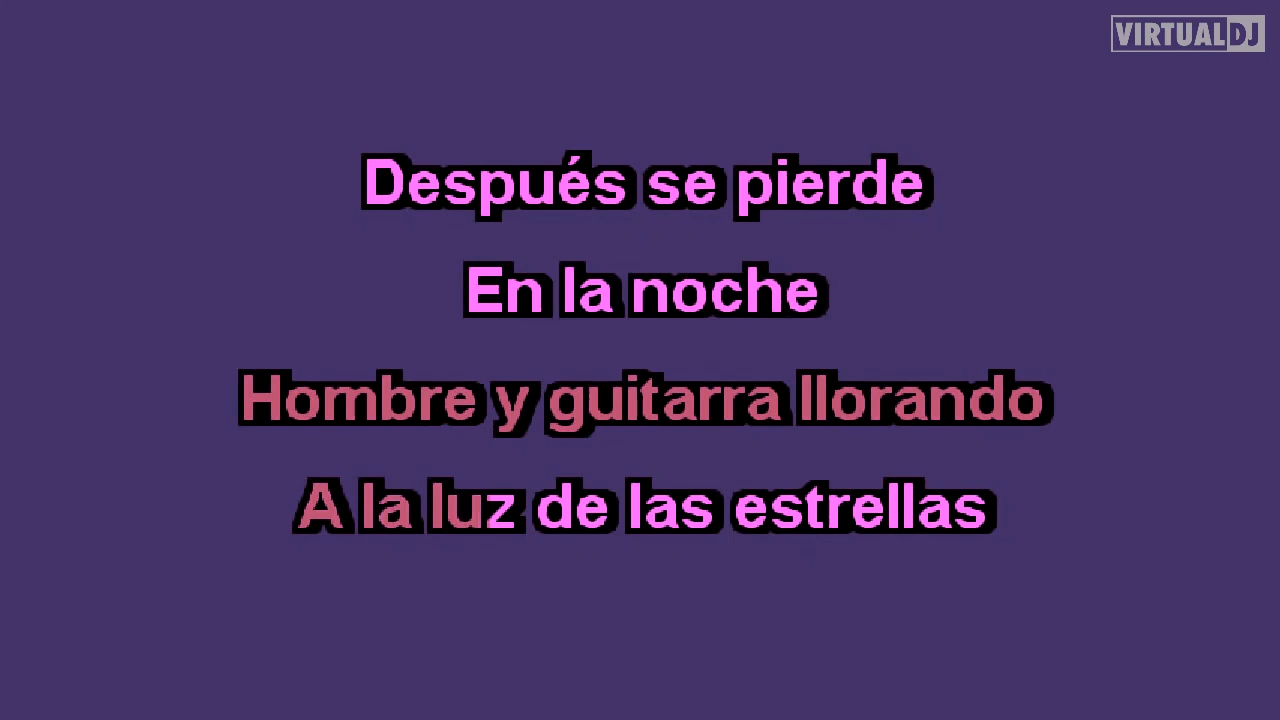 VIRTUALDJ
Después se pierde
En la noche
Hombre y guitarra llorando
A la luz de las estrellas